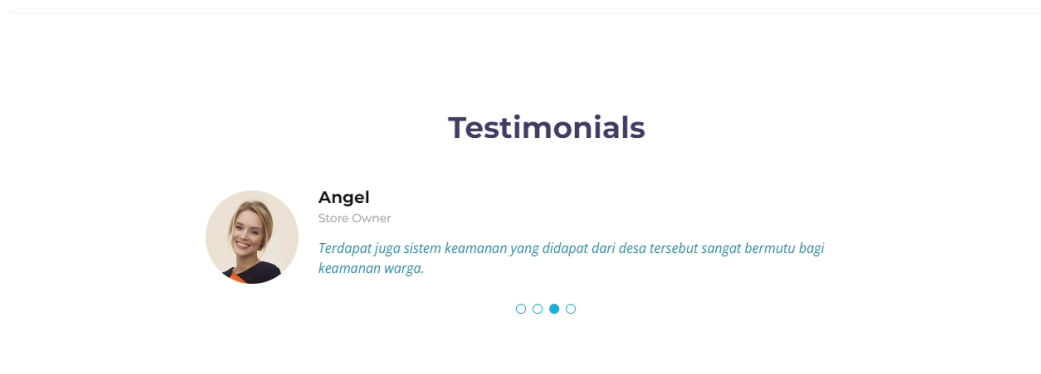 Testimonials
Angel
Store Owner
Terdapat juga sistem keamanan yang didapat dari desa tersebut sangat bermutu bagi
keamanan warga.